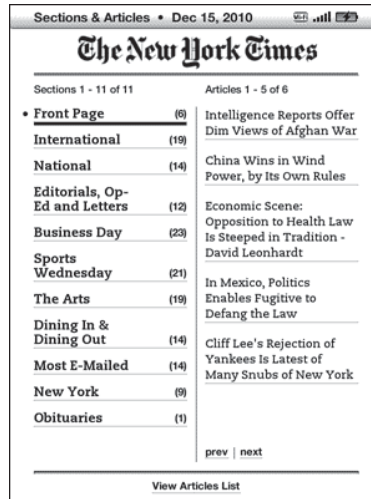 Sections & Articles • Dec 15, 2010
Wi-Fi
The New York Times
Sections 1 - 11 of 11
• Front Page (6)
International (19)
National (14)
Editorials, Op-
Ed and Letters (12)
Business Day (23)
Sports
Wednesday (21)
The Arts (19)
Dining In &
Dining Out (14)
Most E-Mailed (14)
New York (9)
Obituaries (1)
Articles 1 - 5 of 6
Intelligence Reports Offer
Dim Views of Afghan War
China Wins in Wind
Power, by Its Own Rules
Economic Scene:
Opposition to Health Law
Is Steeped in Tradition -
David Leonhardt
In Mexico, Politics
Enables Fugitive to
Defang the Law
Cliff Lee's Rejection of
Yankees Is Latest of
Many Snubs of New York
prev | next
View Articles List